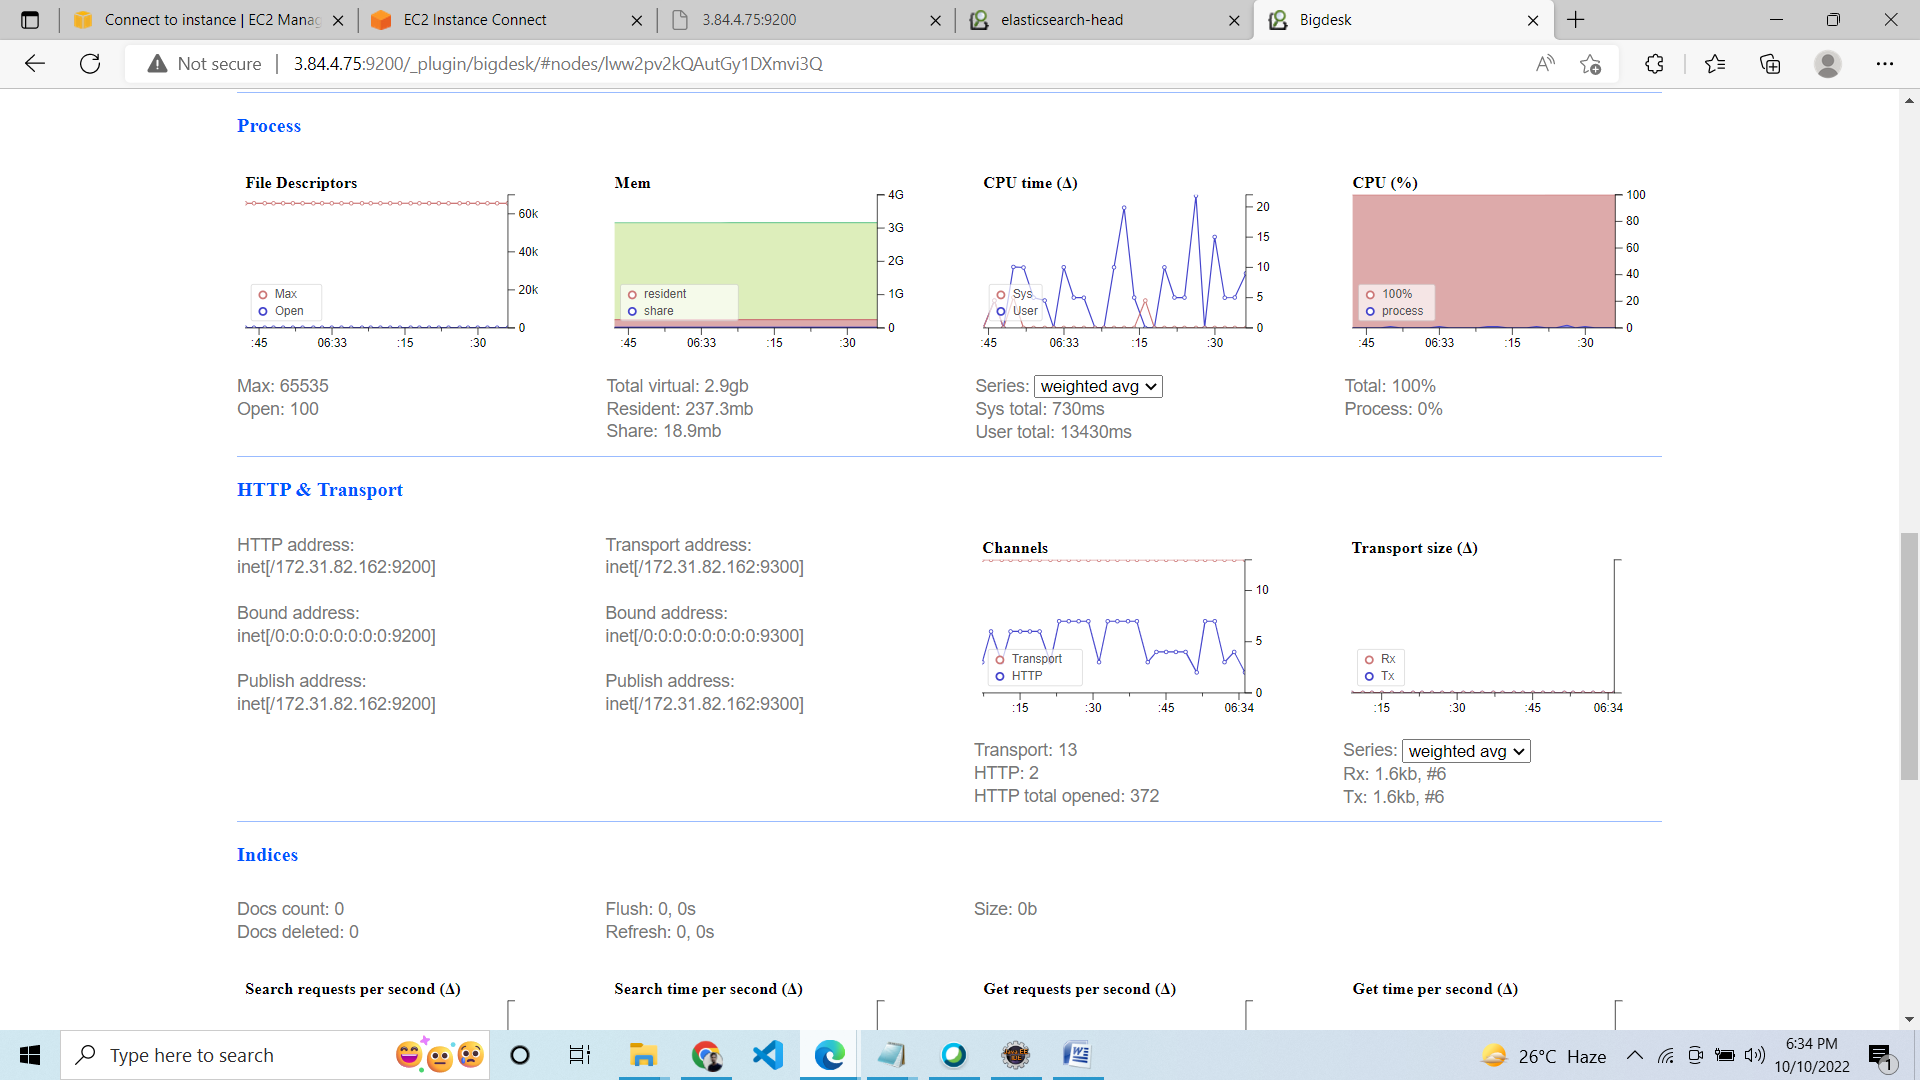 Connect to instance | EC2 Manag
EC2 Instance Connect
3.84.4.75:9200
elasticsearch-head
Bigdesk
Not secure
3.84.4.75:9200/_plugin/bigdesk/#nodes/lww2pv2kQAutGy1DXmvi3Q
Process
File Descriptors
60k
40k
20k
0
Max
Open
:45 06:33 :15 :30
Max: 65535
Open: 100
Mem
4G
3G
2G
1G
0
resident
share
:45 06:33 :15 :30
Total virtual: 2.9gb
Resident: 237.3mb
Share: 18.9mb
CPU time (Δ)
20
15
10
5
0
Sys
User
:45 06:33 :15 :30
Series: weighted avg
Sys total: 730ms
User total: 13430ms
CPU (%)
100
80
60
40
20
0
100%
process
:45 06:33 :15 :30
Total: 100%
Process: 0%
HTTP & Transport
HTTP address:
inet[/172.31.82.162:9200]
Bound address:
inet[/0:0:0:0:0:0:0:0:9200]
Publish address:
inet[/172.31.82.162:9200]
Transport address:
inet[/172.31.82.162:9300]
Bound address:
inet[/0:0:0:0:0:0:0:0:9300]
Publish address:
inet[/172.31.82.162:9300]
Channels
10
5
0
Transport
HTTP
:15 :30 :45 06:34
Transport: 13
HTTP: 2
HTTP total opened: 372
Transport size (Δ)
Rx
Tx
:15 :30 :45 06:34
Series: weighted avg
Rx: 1.6kb, #6
Tx: 1.6kb, #6
Indices
Docs count: 0
Docs deleted: 0
Flush: 0, 0s
Refresh: 0, 0s
Size: 0b
Search requests per second (Δ)
Search time per second (Δ)
Get requests per second (Δ)
Get time per second (Δ)
Type here to search
26°C Haze
6:34 PM
10/10/2022
1